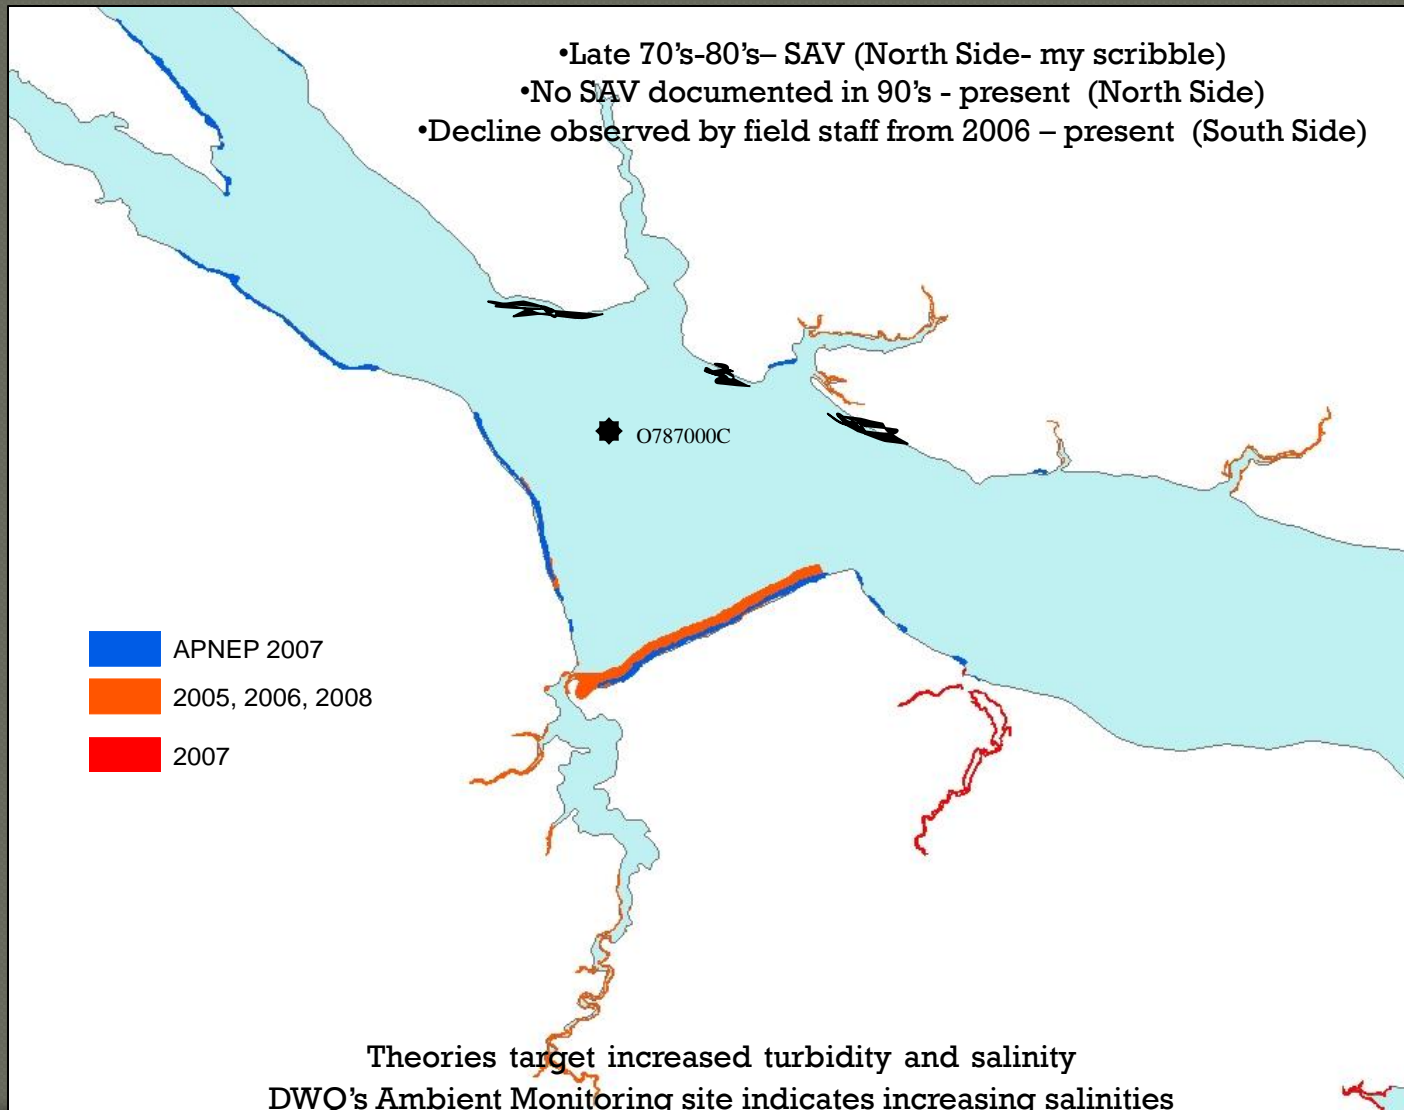 •Late 70’s-80’s– SAV (North Side- my scribble)
•No SAV documented in 90’s - present (North Side)
•Decline observed by field staff from 2006 – present (South Side)
O787000C
APNEP 2007
2005, 2006, 2008
2007
Theories target increased turbidity and salinity
DWQ’s Ambient Monitoring site indicates increasing salinities